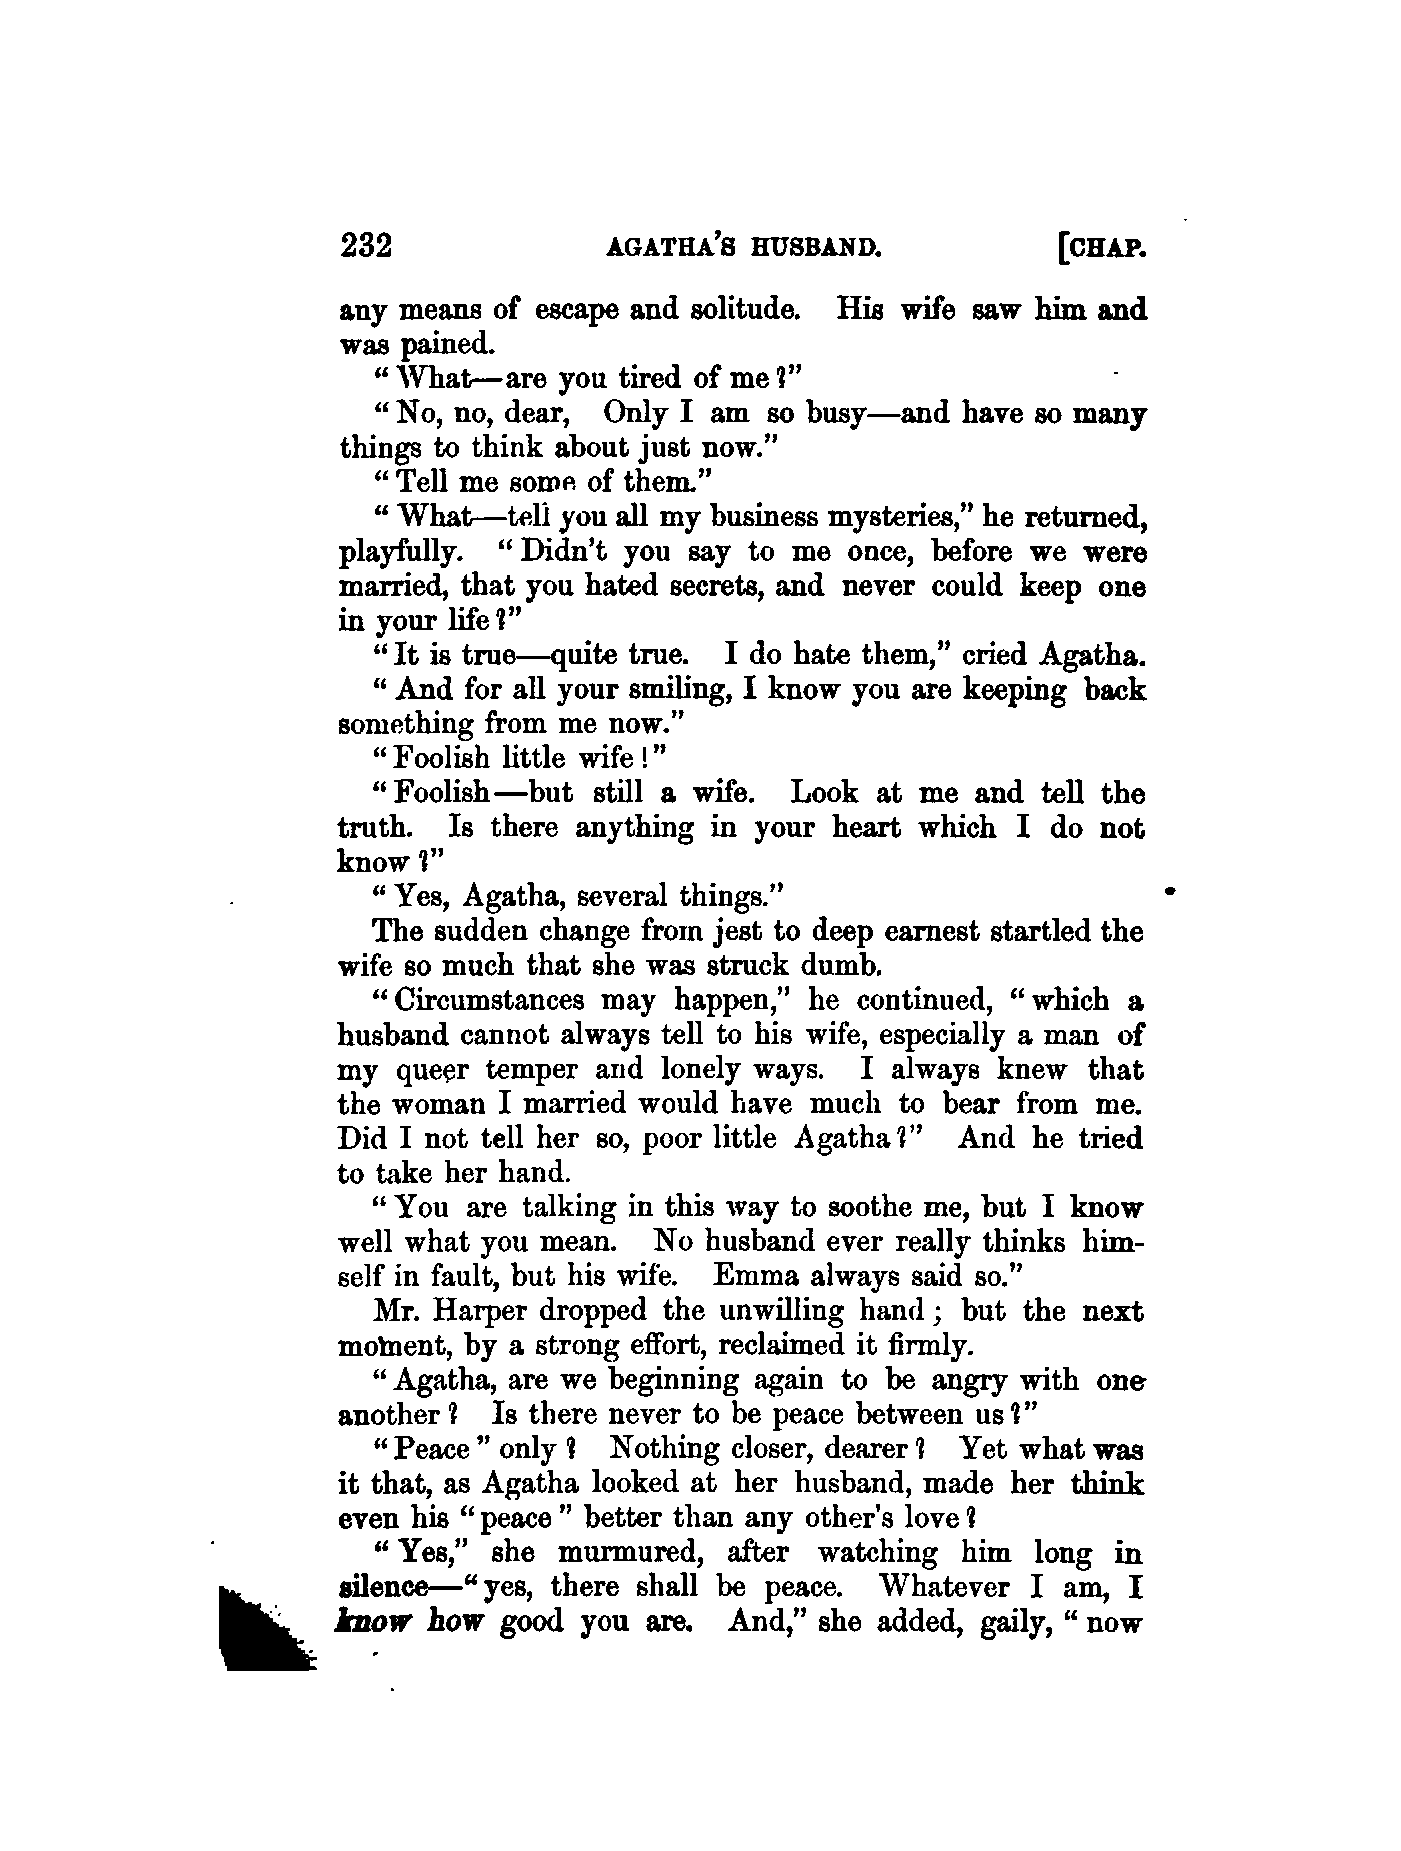 232 AGATHA'S HUSBAND. [CHAP.
any means of escape and solitude. His wife saw him and
was pained.
"What—are you tired of me?"
"No, no, dear, Only I am so busy—and have so many
things to think about just now."
"Tell me some of them."
"What—tell you all my business mysteries," he returned,
playfully. "Didn't you say to me once, before we were
married, that you hated secrets, and never could keep one
in your life?"
"It is true—quite true. I do hate them," cried Agatha.
"And for all your smiling, I know you are keeping back
something from me now."
"Foolish little wife!"
"Foolish—but still a wife. Look at me and tell the
truth. Is there anything in your heart which I do not
know?"
"Yes, Agatha, several things."
The sudden change from jest to deep earnest startled the
wife so much that she was struck dumb.
"Circumstances may happen," he continued, "which a
husband cannot always tell to his wife, especially a man of
my queer temper and lonely ways. I always knew that
the woman I married would have much to bear from me.
Did I not tell her so, poor little Agatha?" And he tried
to take her hand.
"You are talking in this way to soothe me, but I know
well what you mean. No husband ever really thinks him-
self in fault, but his wife. Emma always said so."
Mr. Harper dropped the unwilling hand; but the next
moment, by a strong effort, reclaimed it firmly.
"Agatha, are we beginning again to be angry with one
another? Is there never to be peace between us?"
"Peace" only? Nothing closer, dearer? Yet what was
it that, as Agatha looked at her husband, made her think
even his "peace" better than any other's love?
"Yes," she murmured, after watching him long in
silence—"yes, there shall be peace. Whatever I am, I
know how good you are. And," she added, gaily, "now